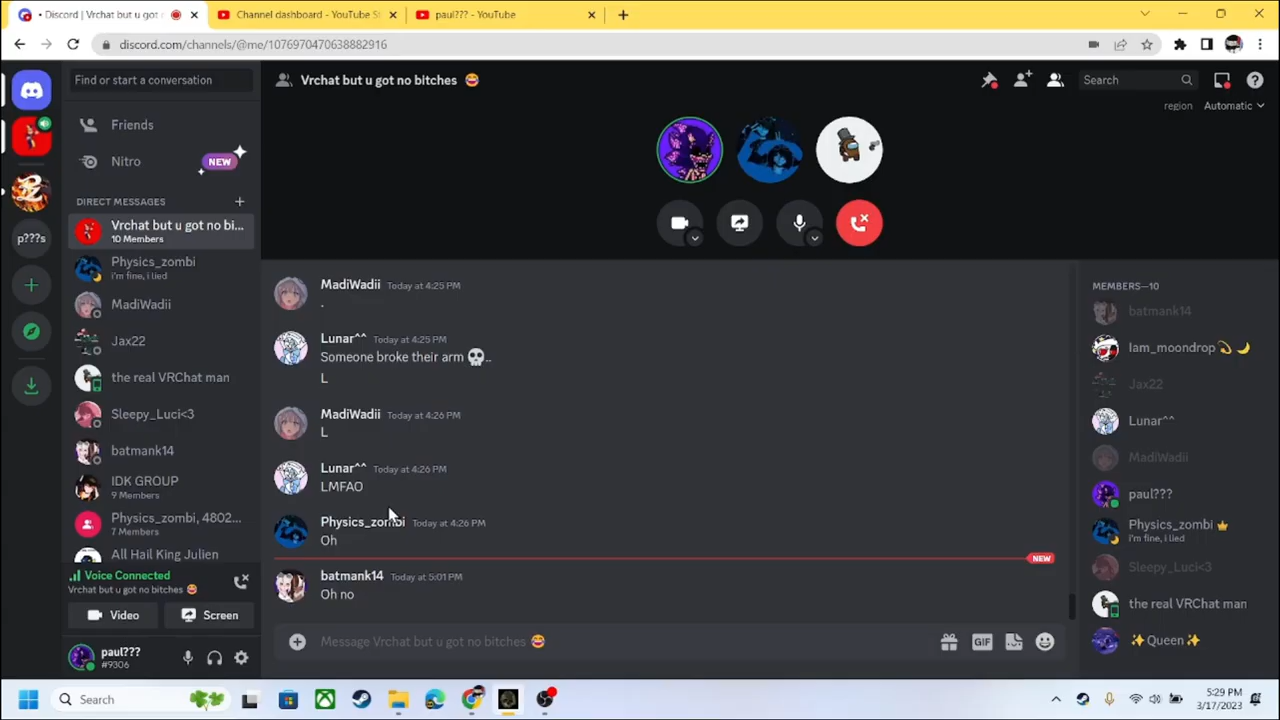 Discord | Vrchat but u got
Channel dashboard - YouTube St
paul??? - YouTube
discord.com/channels/@me/1076970470638882916
Find or start a conversation
Vrchat but u got no bitches 😂
Search
region Automatic
Friends
Nitro NEW
DIRECT MESSAGES
Vrchat but u got no bi...
10 Members
Physics_zombi
i'm fine, i lied
MadiWadii
Jax22
the real VRChat man
Sleepy_Luci<3
batmank14
IDK GROUP
9 Members
Physics_zombi, 4802...
7 Members
All Hail King Julien
p???s
Voice Connected
Vrchat but u got no bitches 😂
Video
Screen
paul???
#9306
MadiWadii Today at 4:25 PM
.
Lunar^^ Today at 4:25 PM
Someone broke their arm 💀..
L
MadiWadii Today at 4:26 PM
L
Lunar^^ Today at 4:26 PM
LMFAO
Physics_zombi Today at 4:26 PM
Oh
NEW
batmank14 Today at 5:01 PM
Oh no
Message Vrchat but u got no bitches 😂
GIF
MEMBERS—10
batmank14
Iam_moondrop 💫🌙
Jax22
Lunar^^
MadiWadii
paul???
Physics_zombi
i'm fine, i lied
Sleepy_Luci<3
the real VRChat man
✨Queen✨
Search
5:29 PM
3/17/2023